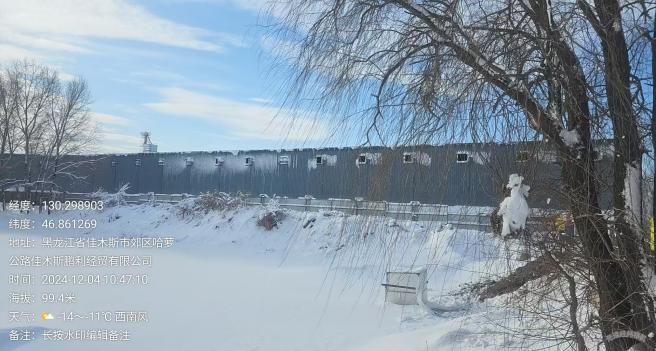 经度: 130.298903
纬度: 46.861269
地址: 黑龙江省佳木斯市郊区哈萝
公路佳木斯鹏利经贸有限公司
时间: 2024-12-04 10:47:10
海拔: 99.4米
天气: -14~-11℃ 西南风
备注: 长按水印编辑备注